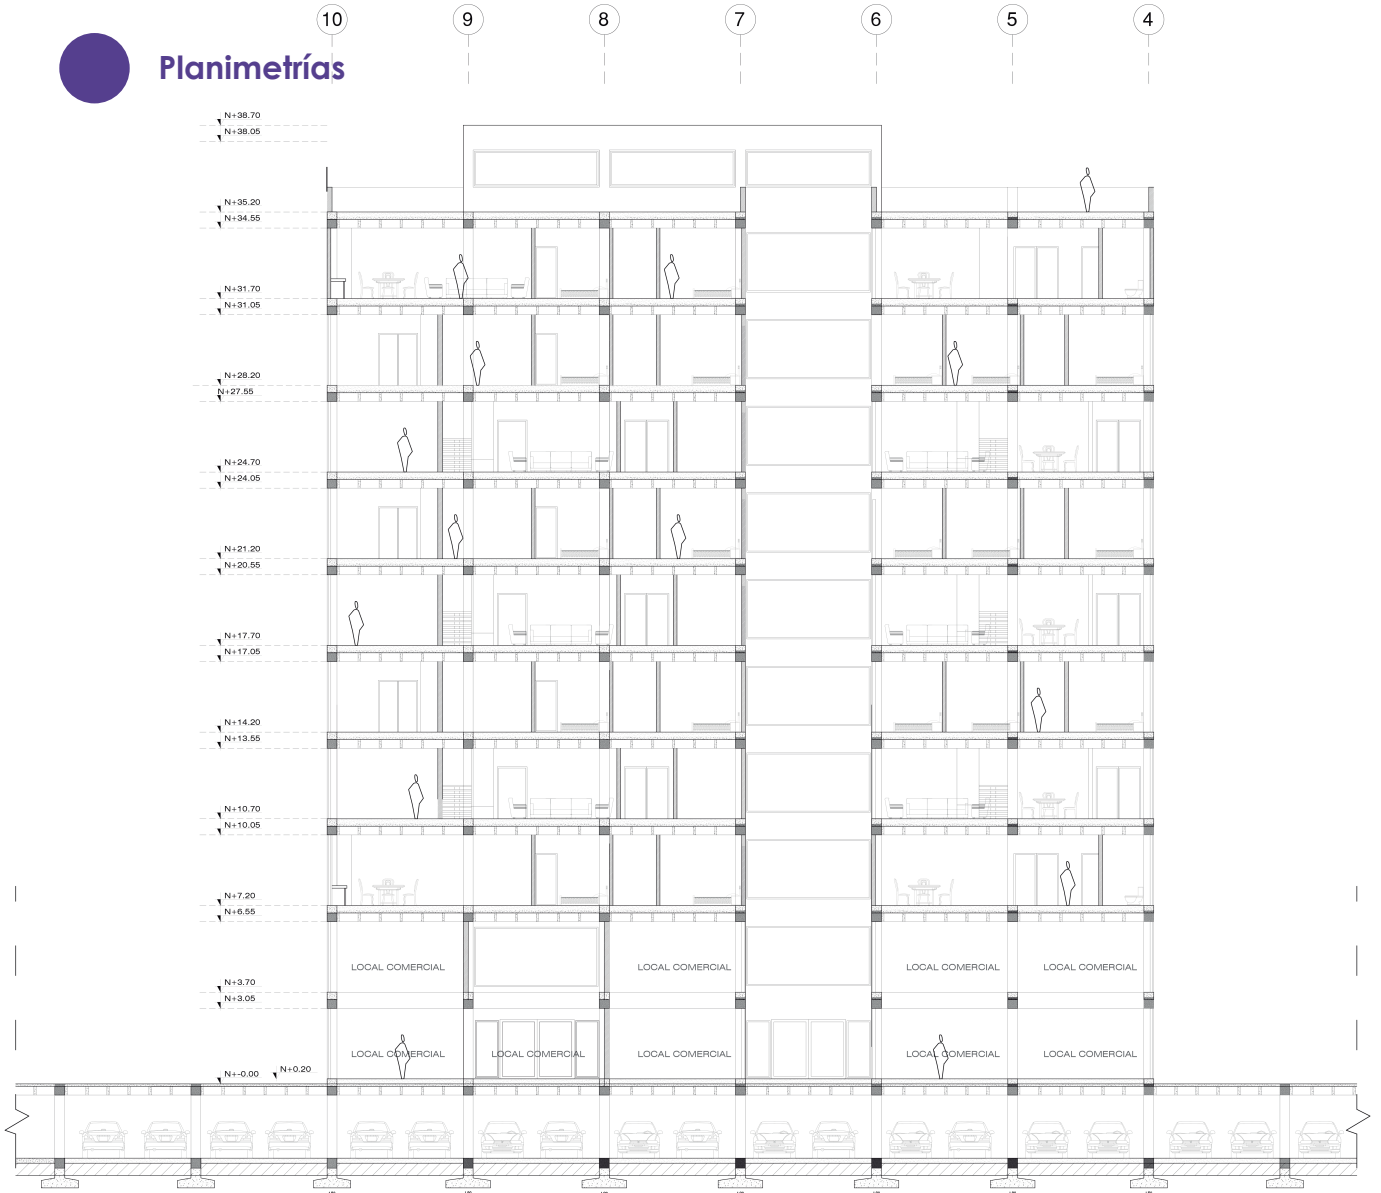 10 9 8 7 6 5 4
Planimetrías
N+38.70
N+38.05
N+35.20
N+34.55
N+31.70
N+31.05
N+28.20
N+27.55
N+24.70
N+24.05
N+21.20
N+20.55
N+17.70
N+17.05
N+14.20
N+13.55
N+10.70
N+10.05
N+7.20
N+6.55
LOCAL COMERCIAL LOCAL COMERCIAL LOCAL COMERCIAL LOCAL COMERCIAL
N+3.70
N+3.05
LOCAL COMERCIAL LOCAL COMERCIAL LOCAL COMERCIAL LOCAL COMERCIAL LOCAL COMERCIAL
N+-0.00 N+0.20